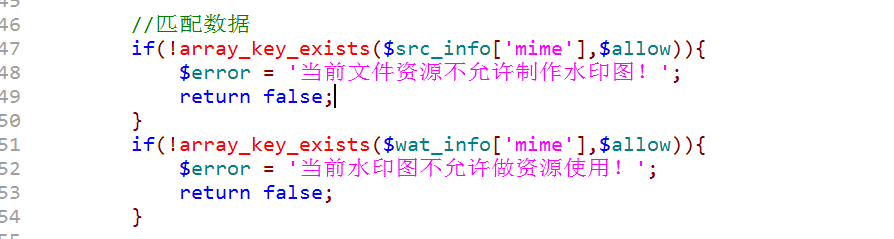 46 //匹配数据
47 if(!array_key_exists($src_info['mime'],$allow)){
48 $error = '当前文件资源不允许制作水印图！';
49 return false;
50 }
51 if(!array_key_exists($wat_info['mime'],$allow)){
52 $error = '当前水印图不允许做资源使用！';
53 return false;
54 }